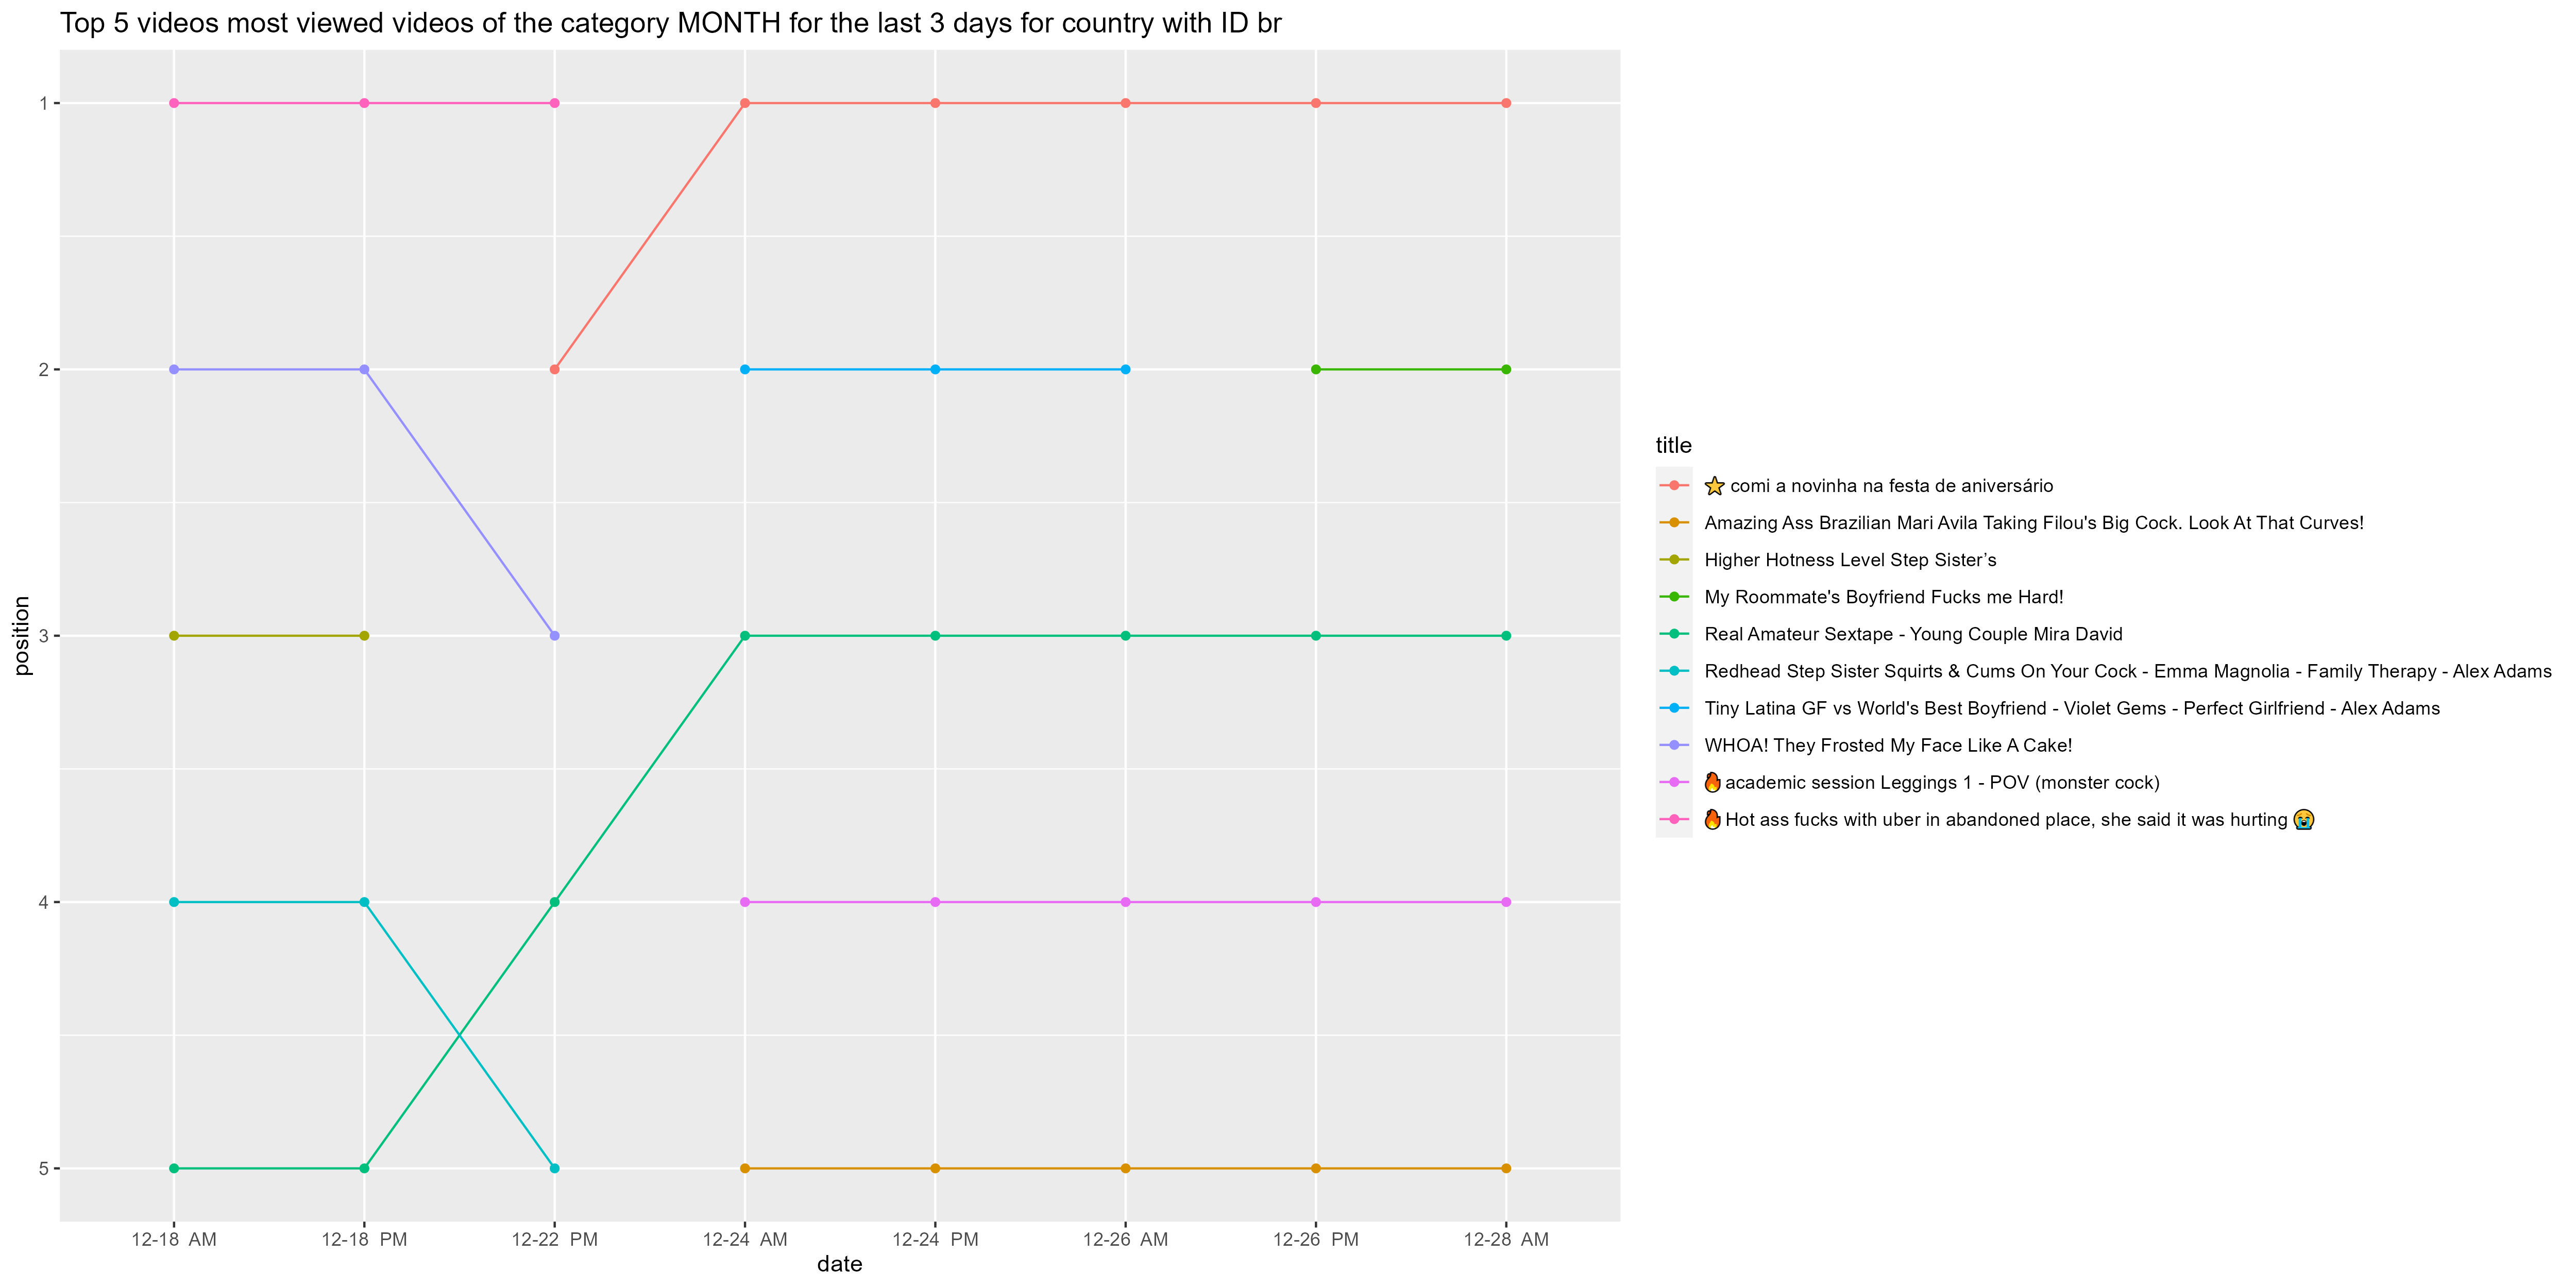 Top 5 videos most viewed videos of the category MONTH for the last 3 days for country with ID br
position
1
2
3
4
5
12-18 AM
12-18 PM
12-22 PM
12-24 AM
12-24 PM
12-26 AM
12-26 PM
12-28 AM
date
title
⭐ comi a novinha na festa de aniversário
Amazing Ass Brazilian Mari Avila Taking Filou's Big Cock. Look At That Curves!
Higher Hotness Level Step Sister’s
My Roommate's Boyfriend Fucks me Hard!
Real Amateur Sextape - Young Couple Mira David
Redhead Step Sister Squirts & Cums On Your Cock - Emma Magnolia - Family Therapy - Alex Adams
Tiny Latina GF vs World's Best Boyfriend - Violet Gems - Perfect Girlfriend - Alex Adams
WHOA! They Frosted My Face Like A Cake!
🔥 academic session Leggings 1 - POV (monster cock)
🔥 Hot ass fucks with uber in abandoned place, she said it was hurting 😭